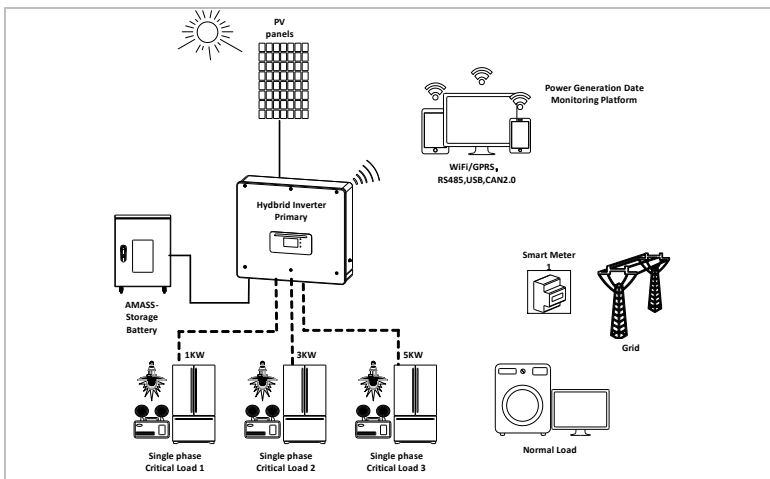 PV
panels
Power Generation Date
Monitoring Platform
WiFi/GPRS,
RS485,USB,CAN2.0
Hydbrid Inverter
Primary
Smart Meter
1
AMASS-
Storage
Battery
Grid
1KW
3KW
5KW
Single phase
Critical Load 1
Single phase
Critical Load 2
Single phase
Critical Load 3
Normal Load